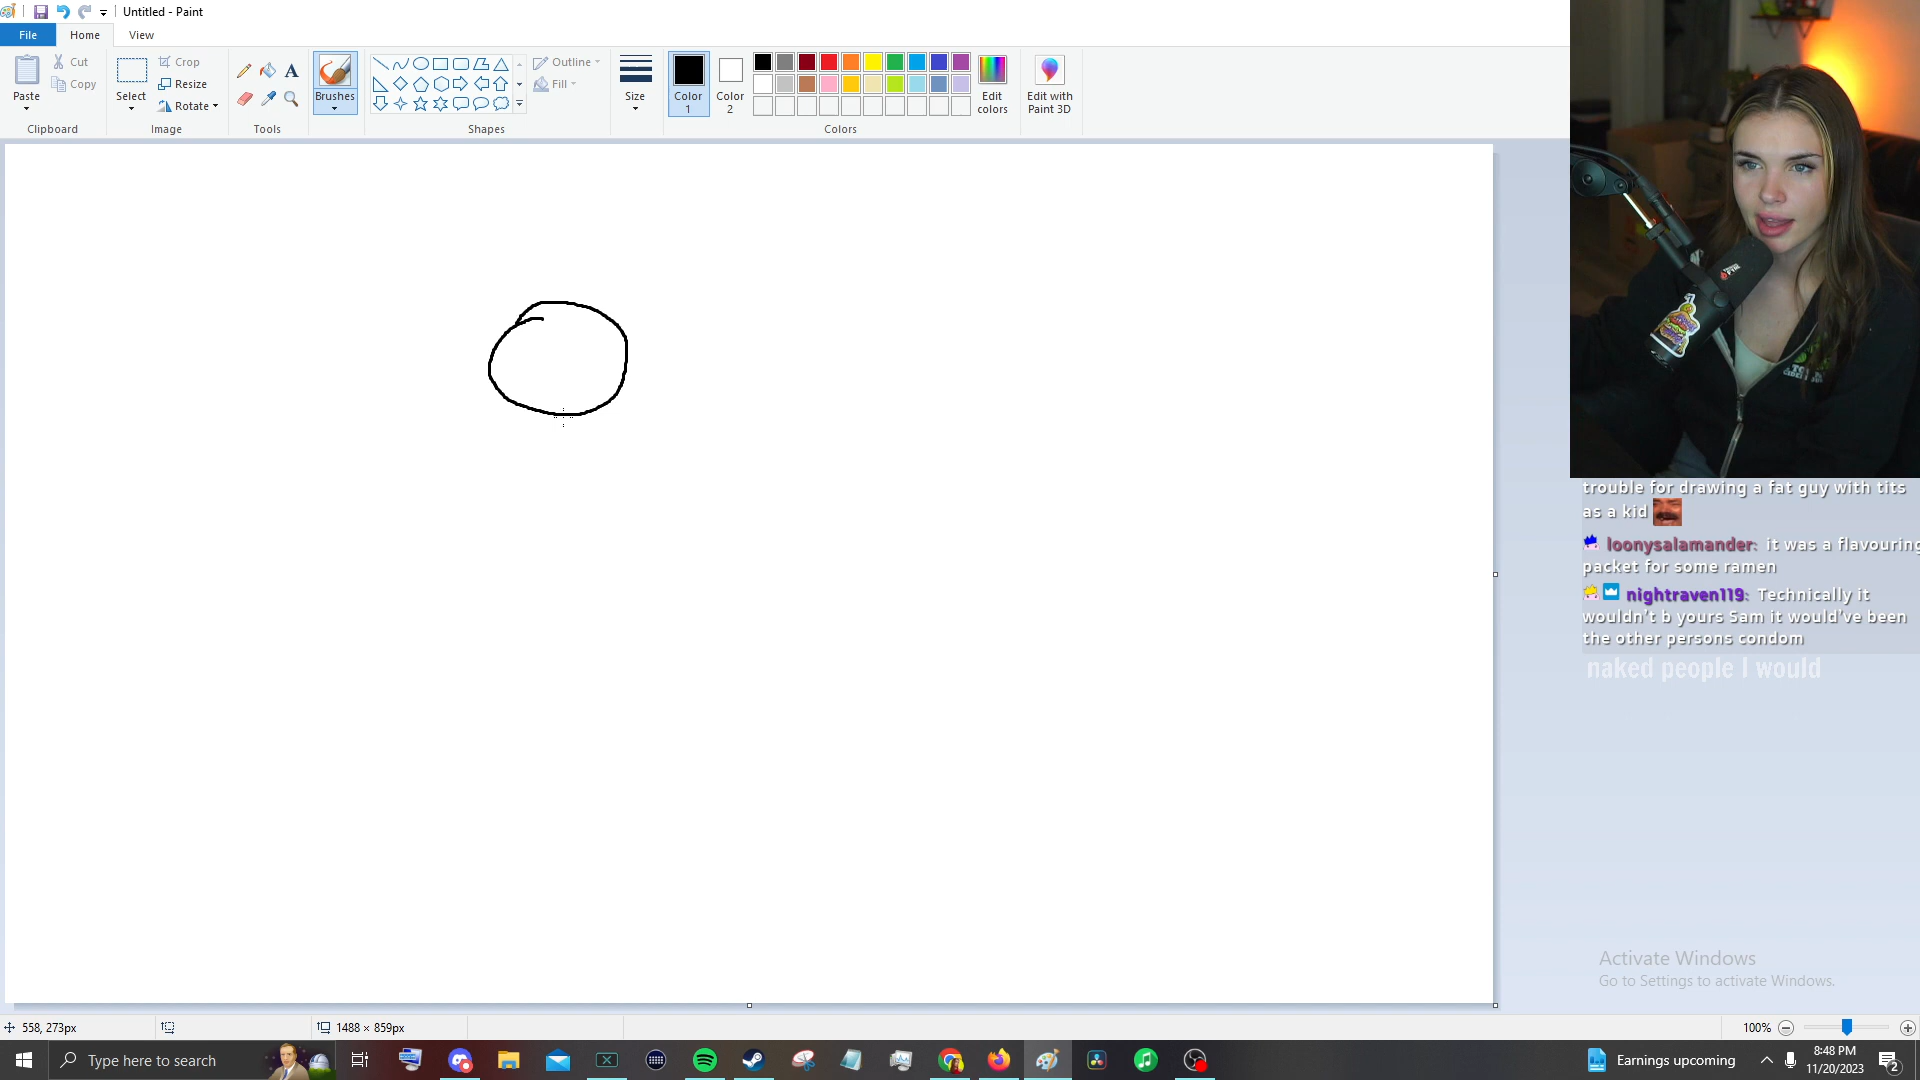 Untitled - Paint
File Home View
Paste
Cut
Copy
Clipboard
Select
Crop
Resize
Rotate
Image
Tools
Brushes
Shapes
Outline
Fill
Size
Color
1
Color
2
Colors
Edit
colors
Edit with
Paint 3D
trouble for drawing a fat guy with tits
as a kid
loonysalamander: it was a flavouring
packet for some ramen
nightraven119: Technically it
wouldn't b yours Sam it would've been
the other persons condom
naked people I would
Activate Windows
Go to Settings to activate Windows.
558, 273px
1488 × 859px
100%
Type here to search
Earnings upcoming
8:48 PM
11/20/2023
2